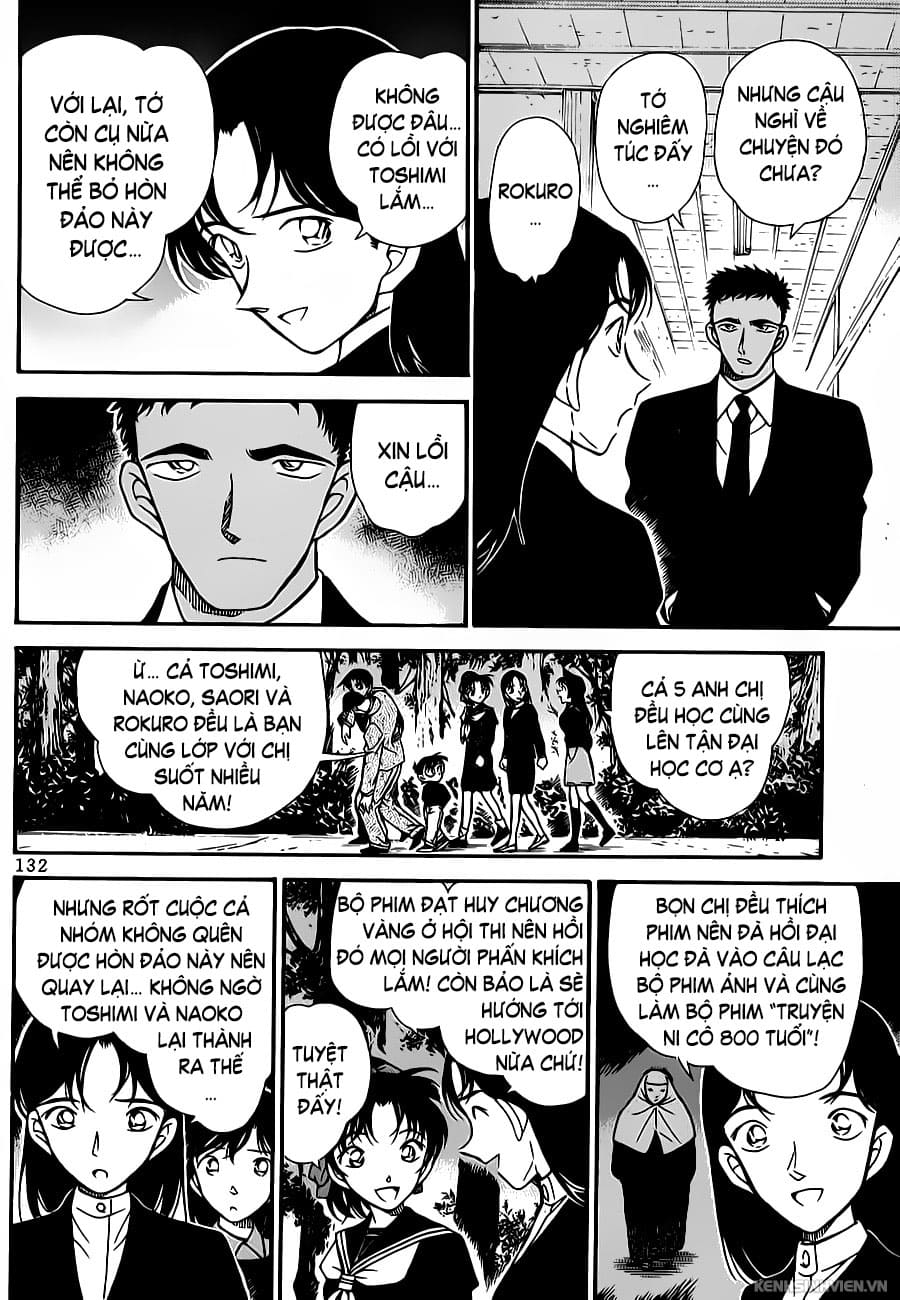 NHƯNG CẬU
NGHĨ VỀ
CHUYỆN ĐÓ
CHƯA?
TỚ
NGHIÊM
TÚC ĐẤY
...
ROKURO
...
KHÔNG
ĐƯỢC ĐÂU...
CÓ LỖI VỚI
TOSHIMI
LẮM...
VỚI LẠI, TỚ
CÒN CỤ NỮA
NÊN KHÔNG
THỂ BỎ HÒN
ĐẢO NÀY
ĐƯỢC...
XIN LỖI
CẬU...
CẢ 5 ANH CHỊ
ĐỀU HỌC CÙNG
LÊN TẬN ĐẠI
HỌC CƠ Ạ?
Ừ... CẢ TOSHIMI,
NAOKO, SAORI VÀ
ROKURO ĐỀU LÀ BẠN
CÙNG LỚP VỚI CHỊ
SUỐT NHIỀU
NĂM!
132
BỌN CHỊ ĐỀU THÍCH
PHIM NÊN ĐÃ HỒI ĐẠI
HỌC ĐÃ VÀO CÂU LẠC
BỘ PHIM ẢNH VÀ CÙNG
LÀM BỘ PHIM “TRUYỆN
NI CÔ 800 TUỔI”!
BỘ PHIM ĐẠT HUY CHƯƠNG
VÀNG Ở HỘI THI NÊN HỒI
ĐÓ MỌI NGƯỜI PHẤN KHÍCH
LẮM! CÒN BẢO LÀ SẼ
HƯỚNG TỚI
HOLLYWOOD
NỮA CHỨ!
TUYỆT
THẬT
ĐẤY!
NHƯNG RỐT CUỘC CẢ
NHÓM KHÔNG QUÊN
ĐƯỢC HÒN ĐẢO NÀY NÊN
QUAY LẠI... KHÔNG NGỜ
TOSHIMI VÀ NAOKO
LẠI THÀNH
RA THẾ
...
KENHSINHVIEN.VN